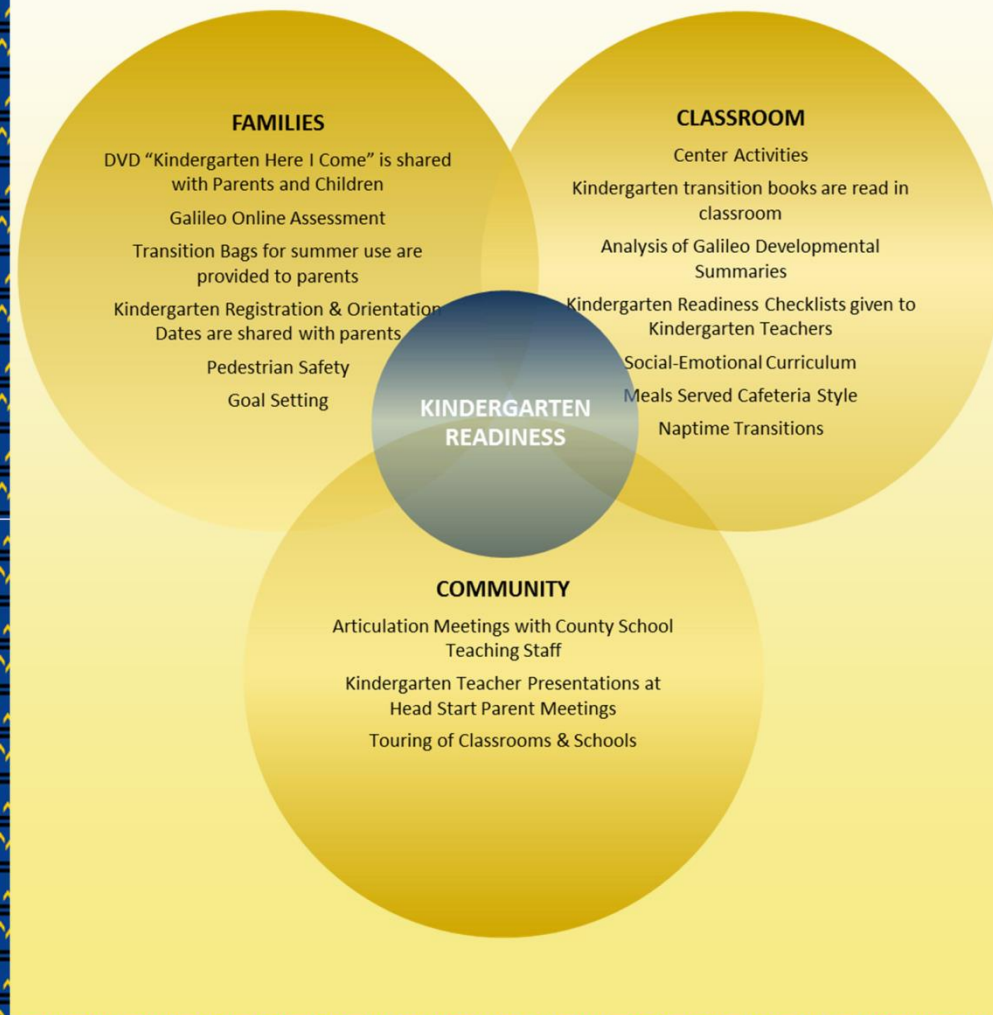 FAMILIES
DVD “Kindergarten Here I Come” is shared
with Parents and Children
Galileo Online Assessment
Transition Bags for summer use are
provided to parents
Kindergarten Registration & Orientation
Dates are shared with parents
Pedestrian Safety
Goal Setting
CLASSROOM
Center Activities
Kindergarten transition books are read in
classroom
Analysis of Galileo Developmental
Summaries
Kindergarten Readiness Checklists given to
Kindergarten Teachers
Social-Emotional Curriculum
Meals Served Cafeteria Style
Naptime Transitions
KINDERGARTEN
READINESS
COMMUNITY
Articulation Meetings with County School
Teaching Staff
Kindergarten Teacher Presentations at
Head Start Parent Meetings
Touring of Classrooms & Schools